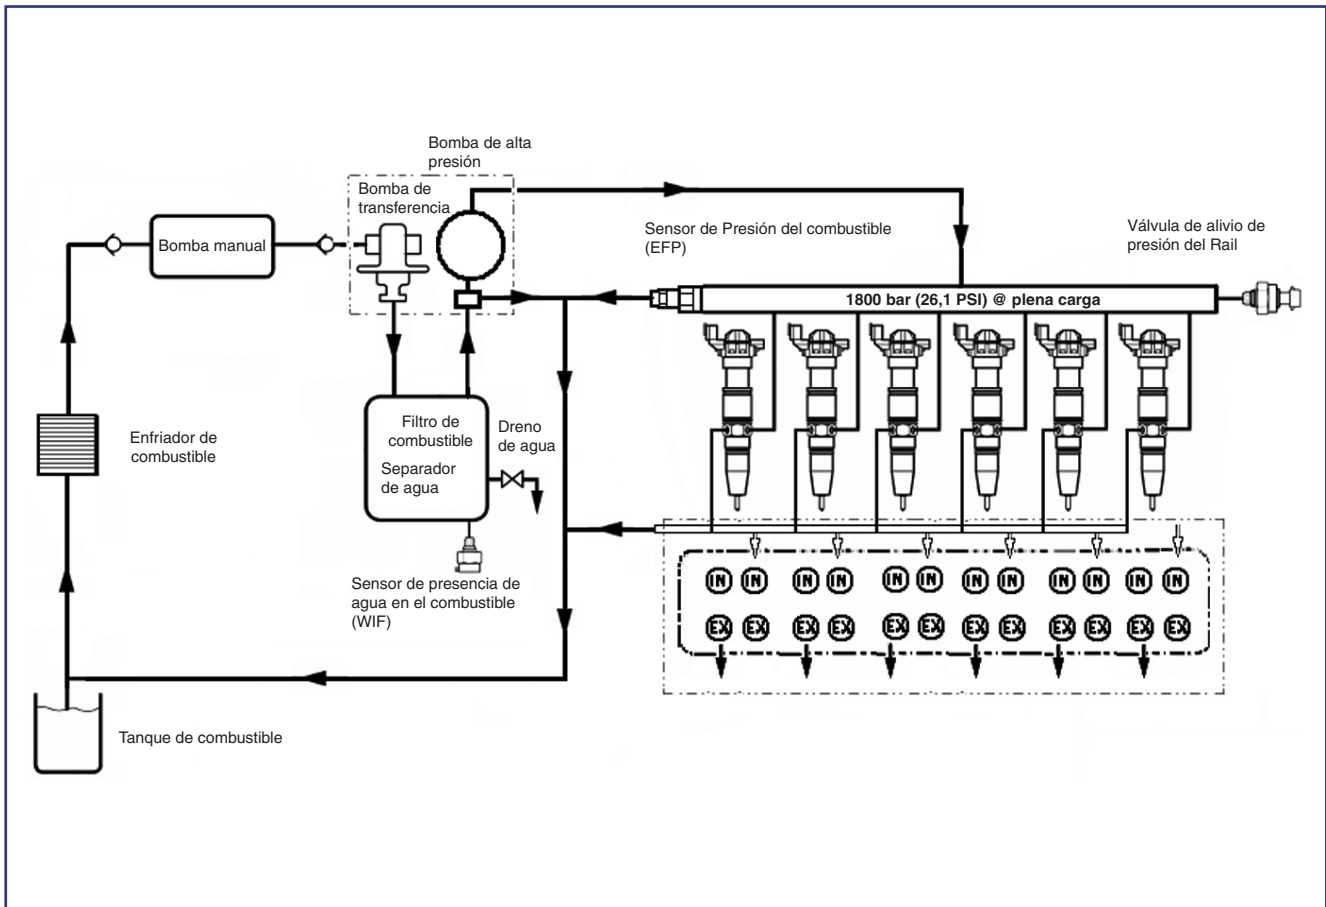 Bomba de alta
presión
Bomba de
transferencia
Bomba manual
Sensor de Presión del combustible
(EFP)
Válvula de alivio de
presión del Rail
1800 bar (26,1 PSI) @ plena carga
Enfriador de
combustible
Filtro de
combustible
Separador
de agua
Dreno
de agua
Sensor de presencia de
agua en el combustible
(WIF)
IN IN IN IN IN IN IN IN IN IN IN IN
EX EX EX EX EX EX EX EX EX EX EX EX
Tanque de combustible